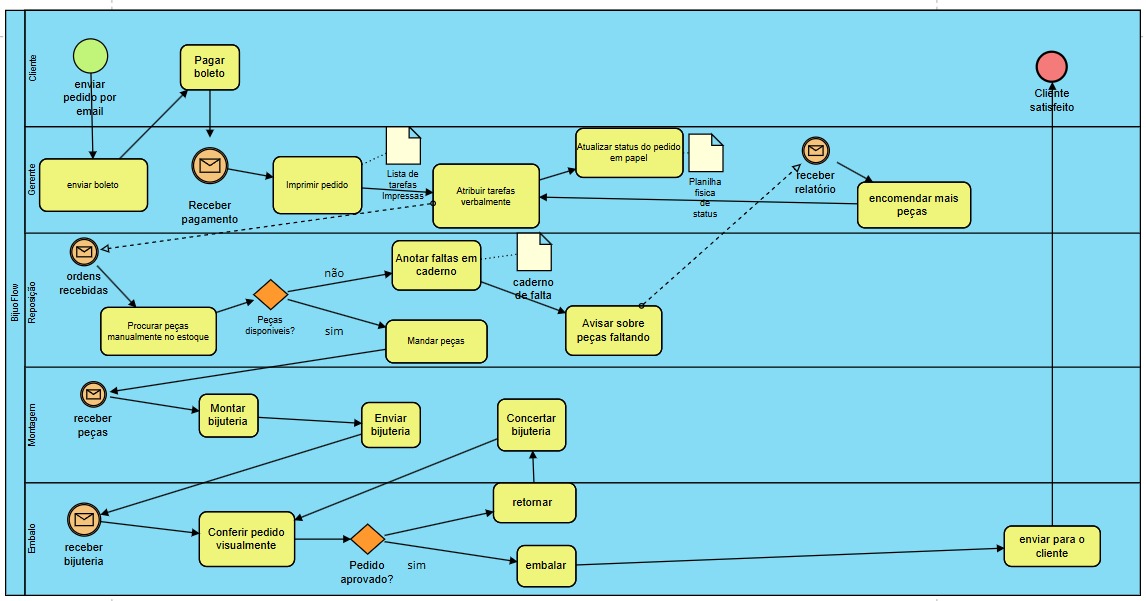 BijuoFlow
Cliente
enviar
pedido por
email
Pagar
boleto
Cliente
satisfeito
Gerente
enviar boleto
Receber
pagamento
Imprimir pedido
Lista de
tarefas
Impressas
Atribuir tarefas
verbalmente
Atualizar status do pedido
em papel
Planilha
fisica
de
status
receber
relatório
encomendar mais
peças
Reposição
ordens
recebidas
Procurar peças
manualmente no estoque
Peças
disponiveis?
não
sim
Anotar faltas em
caderno
caderno
de falta
Mandar peças
Avisar sobre
peças faltando
Montagem
receber
peças
Montar
bijuteria
Enviar
bijuteria
Concertar
bijuteria
Embalo
receber
bijuteria
Conferir pedido
visualmente
Pedido
aprovado?
sim
retornar
embalar
enviar para o
cliente